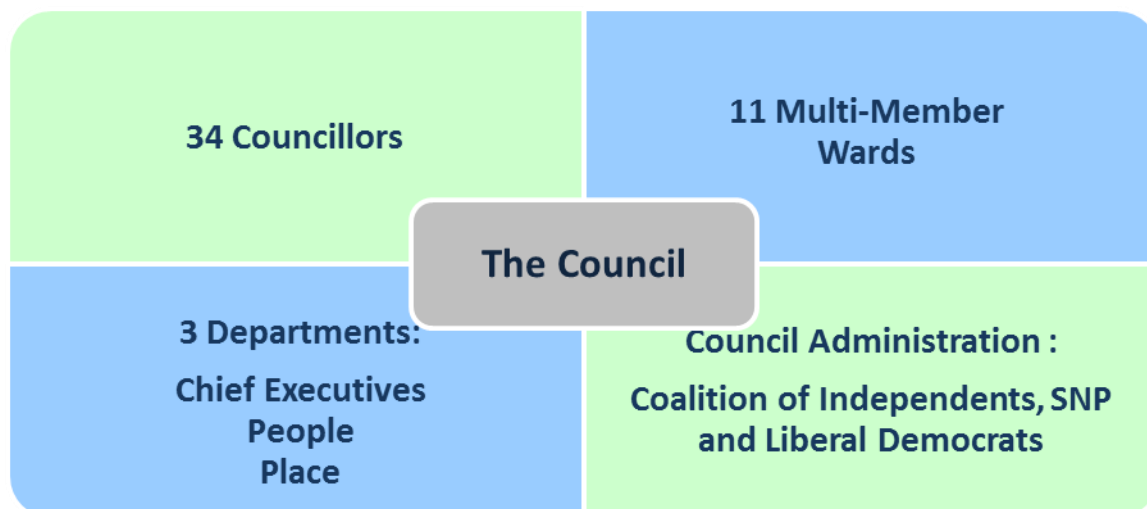 34 Councillors
11 Multi-Member
Wards
The Council
3 Departments:
Chief Executives
People
Place
Council Administration :
Coalition of Independents, SNP
and Liberal Democrats